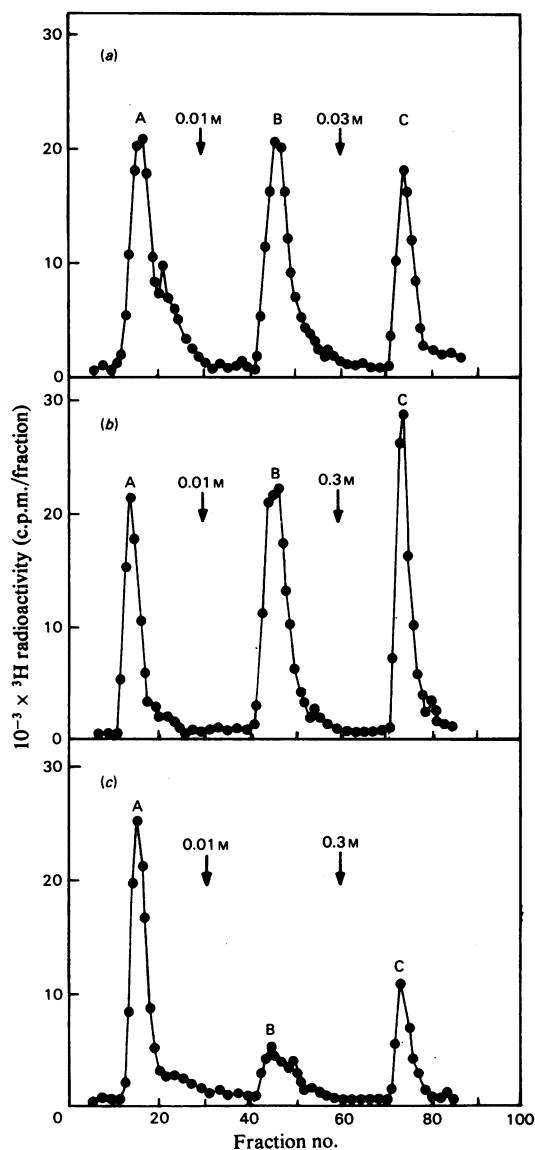 30
(a)
A
0.01 M
B
0.03 M
C
20
10
0
30
(b)
C
A
0.01 M
B
0.3 M
20
10
0
30
(c)
A
0.01 M
0.3 M
20
C
10
B
0
0 20 40 60 80 100
Fraction no.
10⁻³ × ³H radioactivity (c.p.m./fraction)